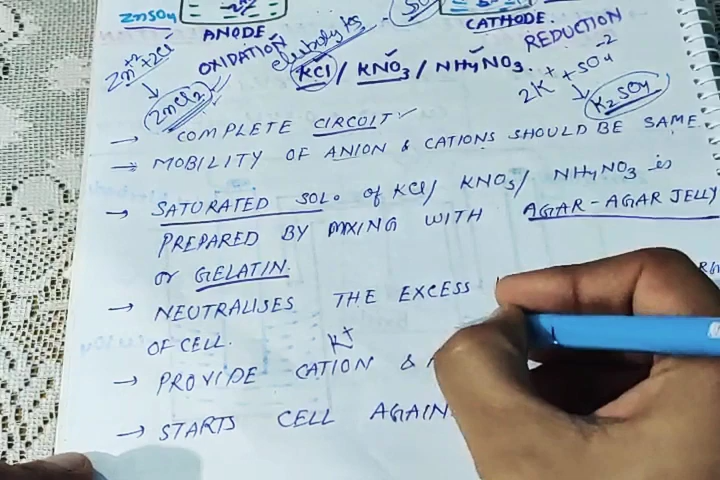 ZnSO4
ANODE
OXIDATION
CATHODE.
REDUCTION
Zn+2 + 2Cl-
ZnCl2
KCl / KNO3 / NH4NO3.
2K+ + SO4-2
K2SO4
→ COMPLETE CIRCUIT
→ MOBILITY OF ANION & CATIONS SHOULD BE SAME
→ SATURATED SOL. of KCl/ KNO3/ NH4NO3 is
PREPARED BY MIXING WITH AGAR-AGAR JELLY
or GELATIN.
→ NEUTRALISES THE EXCESS
OF CELL.
K+
→ PROVIDE CATION &
→ STARTS CELL AGAIN